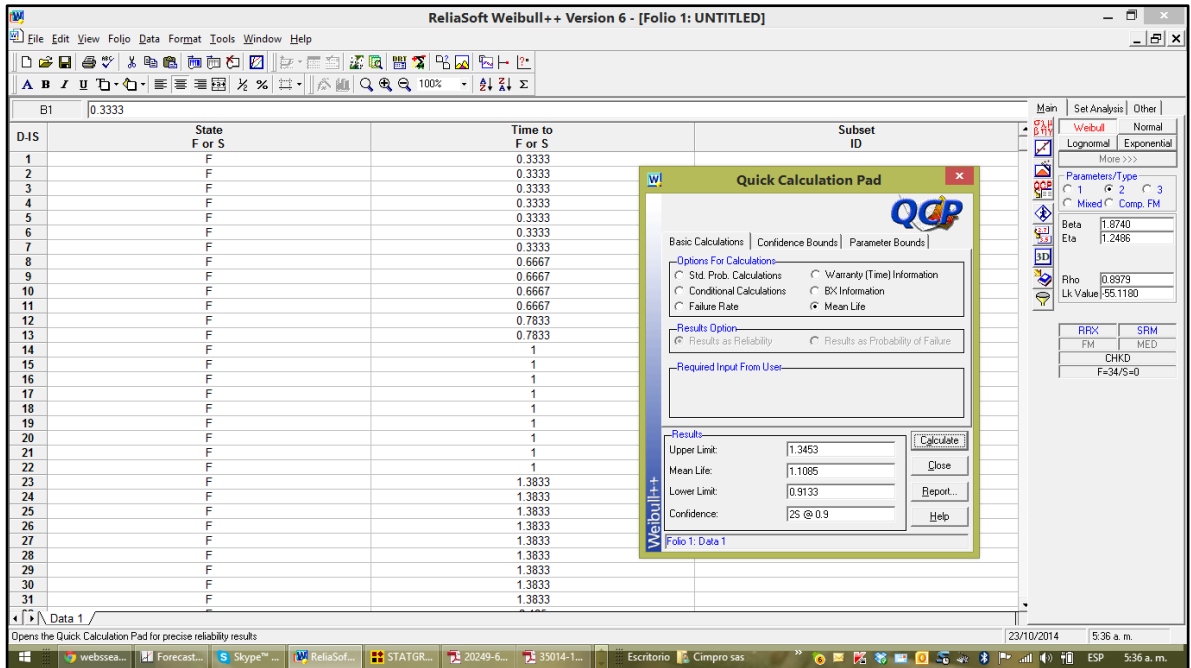 ReliaSoft Weibull++ Version 6 - [Folio 1: UNTITLED]
File Edit View Folio Data Format Tools Window Help
A B I U 100% Σ
B1 0.3333
Main Set Analysis Other
D-IS State F or S Time to F or S Subset ID
1 F 0.3333
2 F 0.3333
3 F 0.3333
4 F 0.3333
5 F 0.3333
6 F 0.3333
7 F 0.3333
8 F 0.6667
9 F 0.6667
10 F 0.6667
11 F 0.6667
12 F 0.7833
13 F 0.7833
14 F 1
15 F 1
16 F 1
17 F 1
18 F 1
19 F 1
20 F 1
21 F 1
22 F 1
23 F 1.3833
24 F 1.3833
25 F 1.3833
26 F 1.3833
27 F 1.3833
28 F 1.3833
29 F 1.3833
30 F 1.3833
31 F 1.3833
Data 1
Quick Calculation Pad
QCP
Basic Calculations Confidence Bounds Parameter Bounds
Options For Calculations
Std. Prob. Calculations Warranty (Time) Information
Conditional Calculations BX Information
Failure Rate Mean Life
Results Option
Results as Reliability Results as Probability of Failure
Required Input From User
Results
Upper Limit: 1.3453 Calculate
Mean Life: 1.1085 Close
Lower Limit: 0.9133 Report...
Confidence: 2S @ 0.9 Help
Weibull++
Folio 1: Data 1
Weibull Normal
Lognormal Exponential
More >>>
Parameters/Type
1 2 3
Mixed Comp. FM
Beta 1.8740
Eta 1.2486
Rho 0.8979
Lk Value -55.1180
QCP
3D
RRX SRM
FM MED
CHKD
F=34/S=0
Opens the Quick Calculation Pad for precise reliability results 23/10/2014 5:36 a. m.
webssea... Forecast... Skype™ ... ReliaSof... STATGR... 20249-6... 35014-1... Escritorio Cimpro sas ESP 5:36 a. m.